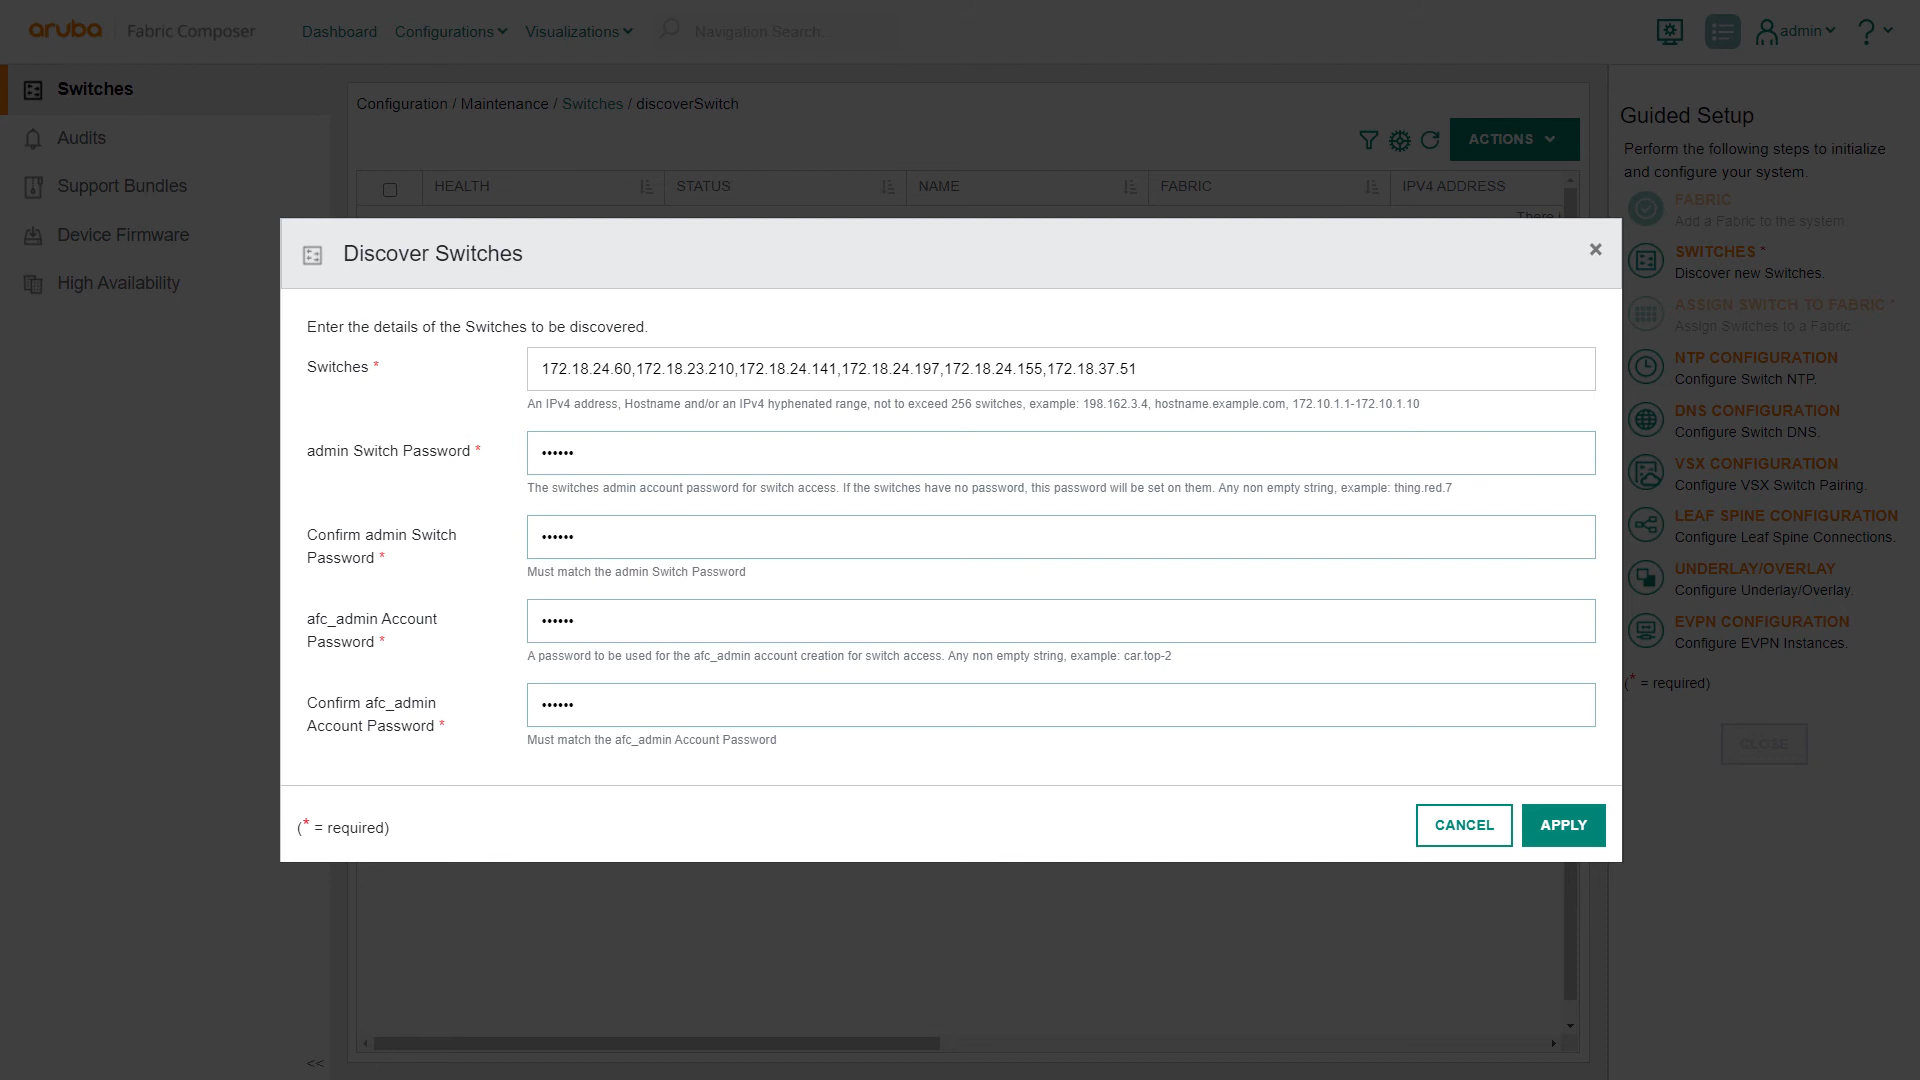 aruba Fabric Composer Dashboard Configurations Visualizations Navigation Search... admin ?
Switches
Audits
Support Bundles
Device Firmware
High Availability
<<
Configuration / Maintenance / Switches / discoverSwitch
ACTIONS
HEALTH STATUS NAME FABRIC IPV4 ADDRESS
Discover Switches
×
Enter the details of the Switches to be discovered.
Switches *
172.18.24.60,172.18.23.210,172.18.24.141,172.18.24.197,172.18.24.155,172.18.37.51
An IPv4 address, Hostname and/or an IPv4 hyphenated range, not to exceed 256 switches, example: 198.162.3.4, hostname.example.com, 172.10.1.1-172.10.1.10
admin Switch Password *
••••••
The switches admin account password for switch access. If the switches have no password, this password will be set on them. Any non empty string, example: thing.red.7
Confirm admin Switch
Password *
••••••
Must match the admin Switch Password
afc_admin Account
Password *
••••••
A password to be used for the afc_admin account creation for switch access. Any non empty string, example: car.top-2
Confirm afc_admin
Account Password *
••••••
Must match the afc_admin Account Password
(* = required)
CANCEL
APPLY
Guided Setup
Perform the following steps to initialize
and configure your system.
FABRIC
Add a Fabric to the system
SWITCHES *
Discover new Switches.
ASSIGN SWITCH TO FABRIC *
Assign Switches to a Fabric.
NTP CONFIGURATION
Configure Switch NTP.
DNS CONFIGURATION
Configure Switch DNS.
VSX CONFIGURATION
Configure VSX Switch Pairing.
LEAF SPINE CONFIGURATION
Configure Leaf Spine Connections.
UNDERLAY/OVERLAY
Configure Underlay/Overlay.
EVPN CONFIGURATION
Configure EVPN Instances.
(* = required)
CLOSE